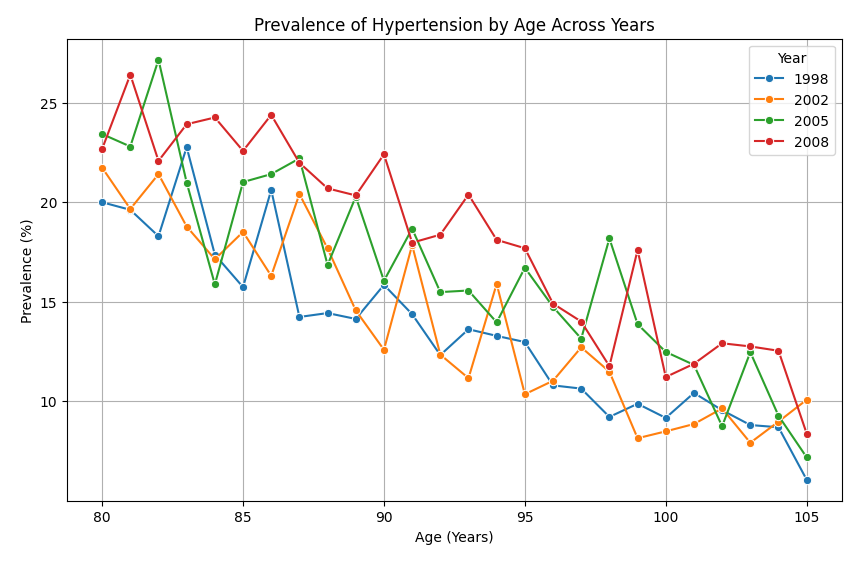 Prevalence of Hypertension by Age Across Years
Year
1998
2002
2005
2008
25
20
15
10
Prevalence (%)
80 85 90 95 100 105
Age (Years)